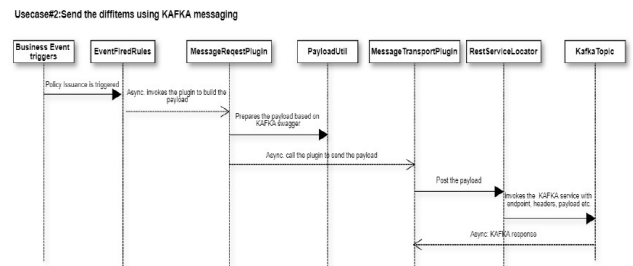 Usecase#2:Send the diffitems using KAFKA messaging
Business Event
triggers
EventFiredRules
MessageReqestPlugin
PayloadUtil
MessageTransportPlugin
RestServiceLocator
KafkaTopic
Policy Issuance is triggered
Async. Invokes the plugin to build the
payload
Prepares the payload based on
KAFKA swagger
Async. call the plugin to send the payload
Post the payload
Invokes the KAFKA service with
endpoint, headers, payload etc.
Async: KAFKA response